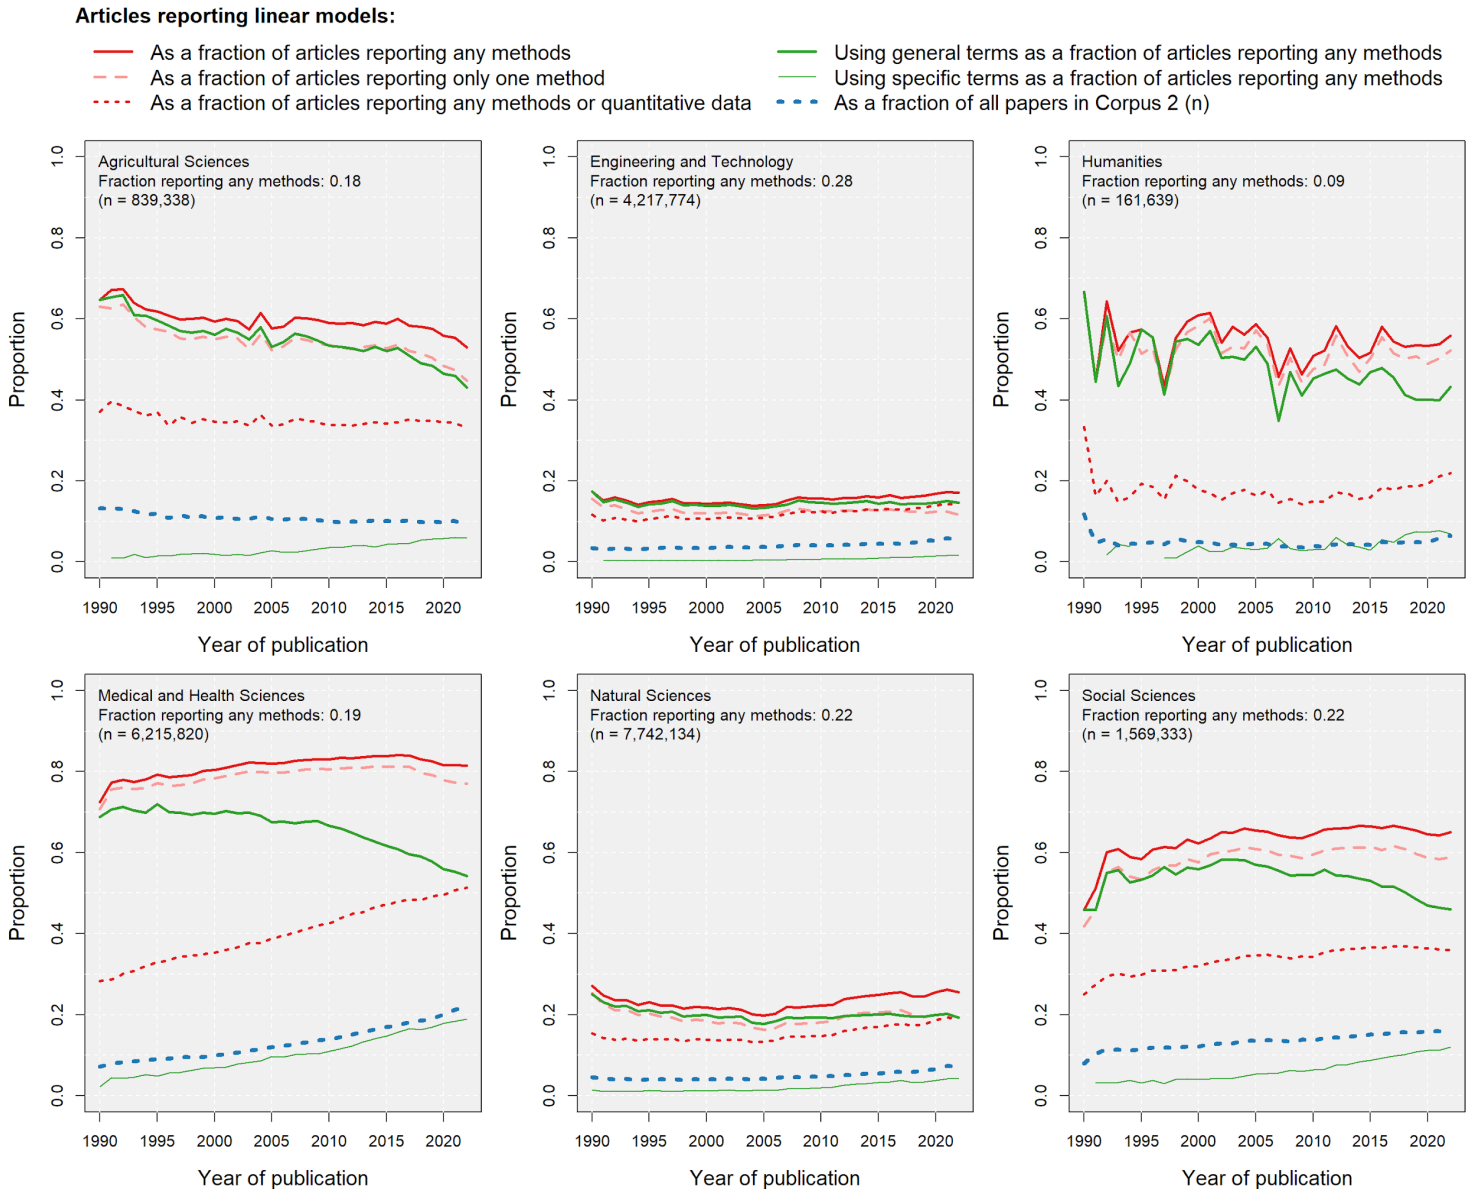 Articles reporting linear models:
As a fraction of articles reporting any methods
As a fraction of articles reporting only one method
As a fraction of articles reporting any methods or quantitative data
Using general terms as a fraction of articles reporting any methods
Using specific terms as a fraction of articles reporting any methods
As a fraction of all papers in Corpus 2 (n)
Agricultural Sciences
Fraction reporting any methods: 0.18
(n = 839,338)
Proportion
1.0
0.8
0.6
0.4
0.2
0.0
1990 1995 2000 2005 2010 2015 2020
Year of publication
Engineering and Technology
Fraction reporting any methods: 0.28
(n = 4,217,774)
Proportion
1.0
0.8
0.6
0.4
0.2
0.0
1990 1995 2000 2005 2010 2015 2020
Year of publication
Humanities
Fraction reporting any methods: 0.09
(n = 161,639)
Proportion
1.0
0.8
0.6
0.4
0.2
0.0
1990 1995 2000 2005 2010 2015 2020
Year of publication
Medical and Health Sciences
Fraction reporting any methods: 0.19
(n = 6,215,820)
Proportion
1.0
0.8
0.6
0.4
0.2
0.0
1990 1995 2000 2005 2010 2015 2020
Year of publication
Natural Sciences
Fraction reporting any methods: 0.22
(n = 7,742,134)
Proportion
1.0
0.8
0.6
0.4
0.2
0.0
1990 1995 2000 2005 2010 2015 2020
Year of publication
Social Sciences
Fraction reporting any methods: 0.22
(n = 1,569,333)
Proportion
1.0
0.8
0.6
0.4
0.2
0.0
1990 1995 2000 2005 2010 2015 2020
Year of publication